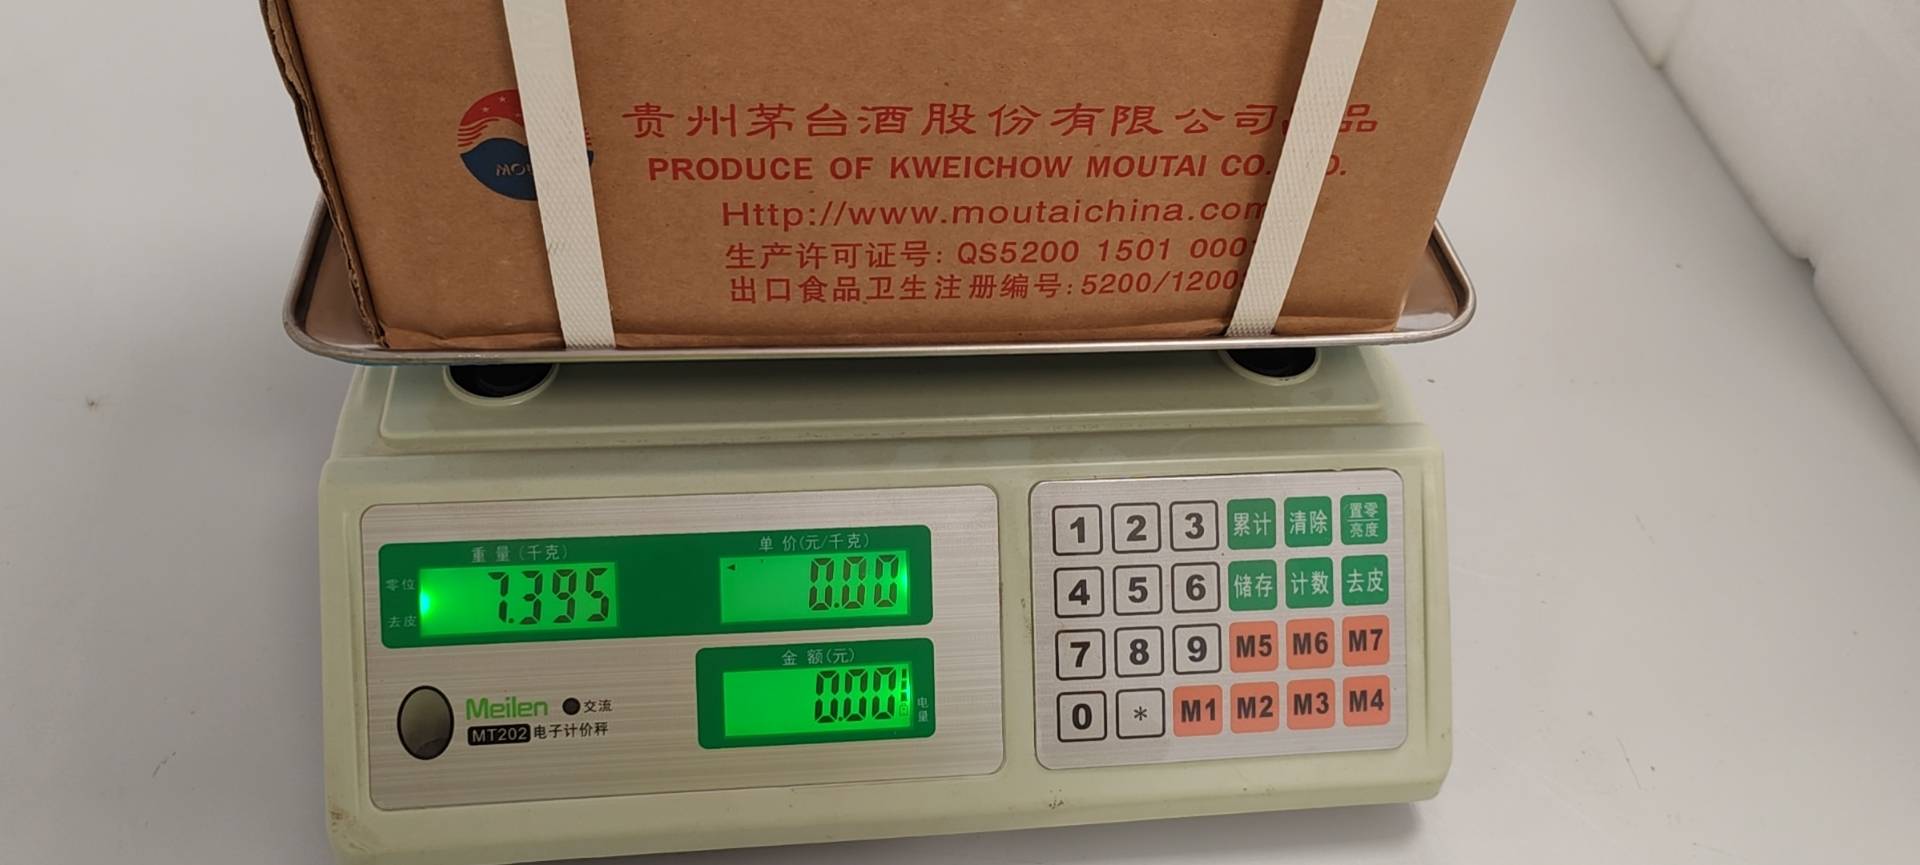 贵州茅台酒股份有限公司 品
PRODUCE OF KWEICHOW MOUTAI CO.
Http://www.moutaichina.com
生产许可证号: QS5200 1501 000
出口食品卫生注册编号:5200/1200
重量(千克)
零位
去皮
7.395
单价(元/千克)
0.00
金额(元)
0.00
电量
Meilen
交流
MT202 电子计价秤
1 2 3 累计 清除 置零 亮度
4 5 6 储存 计数 去皮
7 8 9 M5 M6 M7
0 * M1 M2 M3 M4